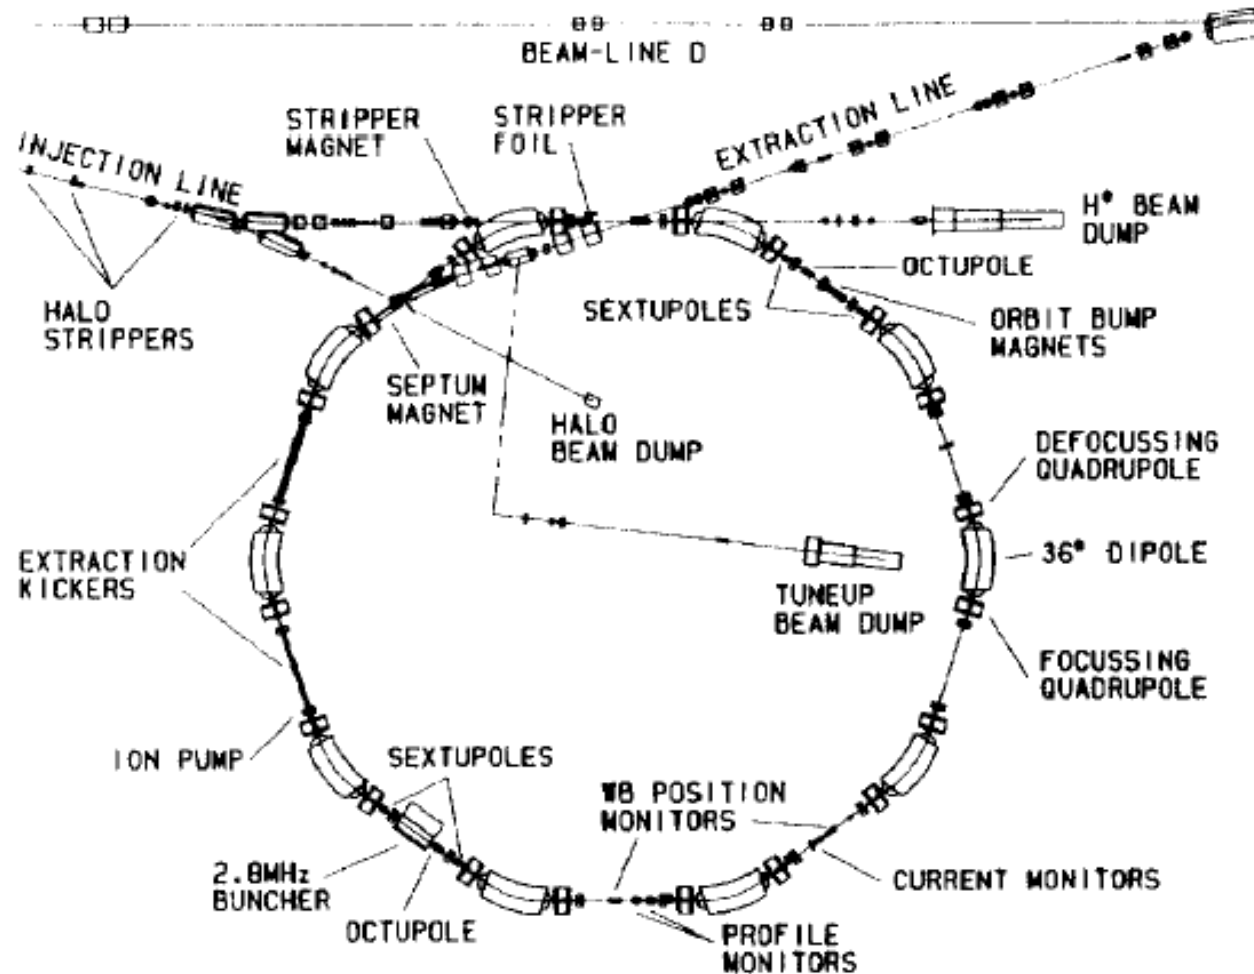 BEAM-LINE D
STRIPPER
MAGNET
STRIPPER
FOIL
EXTRACTION LINE
INJECTION LINE
H° BEAM
DUMP
OCTUPOLE
SEXTUPOLES
ORBIT BUMP
MAGNETS
HALO
STRIPPERS
SEPTUM
MAGNET
HALO
BEAM DUMP
DEFOCUSSING
QUADRUPOLE
EXTRACTION
KICKERS
36° DIPOLE
TUNEUP
BEAM DUMP
FOCUSSING
QUADRUPOLE
ION PUMP
SEXTUPOLES
WB POSITION
MONITORS
2.8MHz
BUNCHER
CURRENT MONITORS
OCTUPOLE
PROFILE
MONITORS